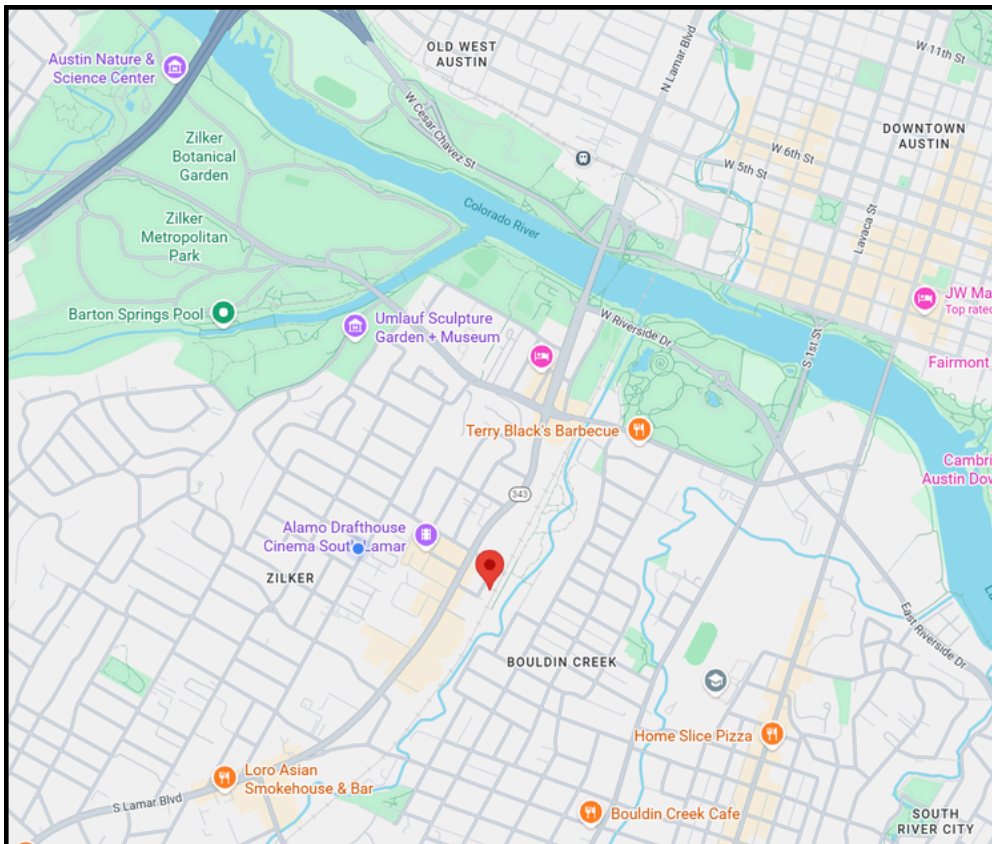 OLD WEST
AUSTIN
N Lamar Blvd
W 11th St
Austin Nature &
Science Center
W Cesar Chavez St
DOWNTOWN
AUSTIN
W 6th St
W 5th St
Zilker
Botanical
Garden
Zilker
Metropolitan
Park
Colorado River
Lavaca St
Barton Springs Pool
Umlauf Sculpture
Garden + Museum
W Riverside Dr
S 1st St
JW Ma
Top rated
Fairmont
Terry Black's Barbecue
Cambri
Austin Dow
343
Alamo Drafthouse
Cinema South Lamar
ZILKER
East Riverside Dr
BOULDIN CREEK
Home Slice Pizza
Loro Asian
Smokehouse & Bar
S Lamar Blvd
Bouldin Creek Cafe
SOUTH
RIVER CITY